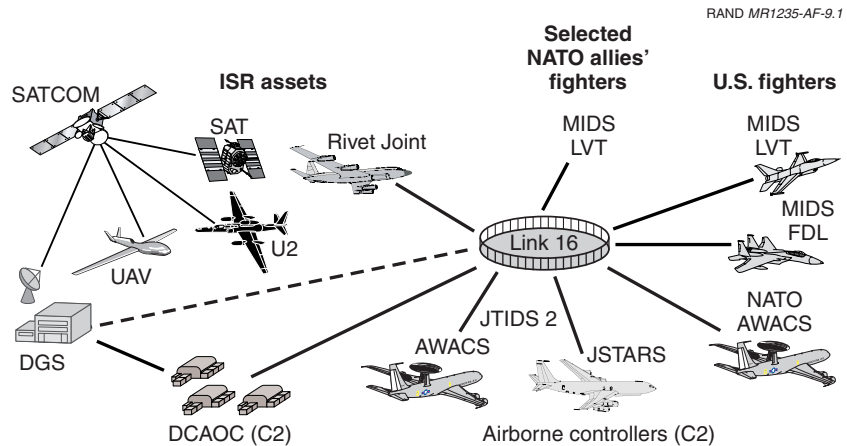 RAND MR1235-AF-9.1
Selected
NATO allies’
fighters
ISR assets
U.S. fighters
SATCOM
SAT
Rivet Joint
MIDS
LVT
MIDS
LVT
MIDS
FDL
Link 16
U2
UAV
NATO
AWACS
JTIDS 2
AWACS
JSTARS
DGS
DCAOC (C2)
Airborne controllers (C2)